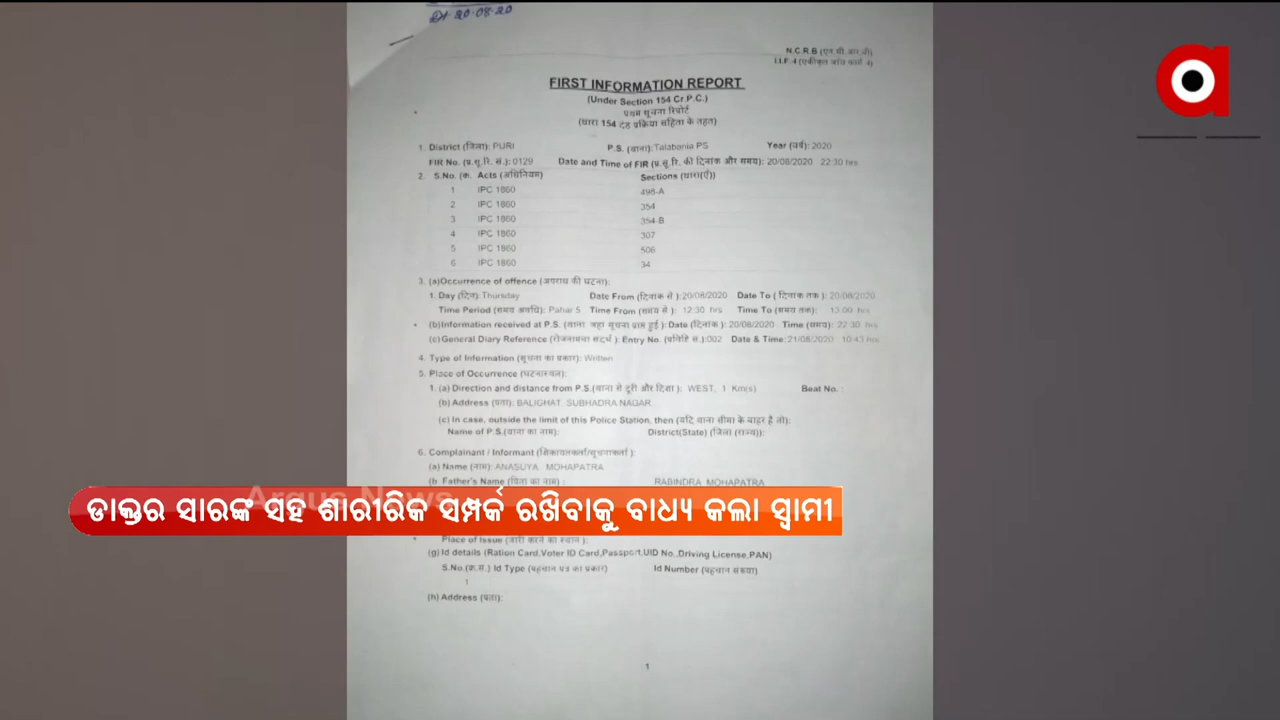 Dt-20-08-20
N.C.R.B (एन.सी.आर.बी)
I.I.F.-I (एकीकृत जाँच फार्म-I)
FIRST INFORMATION REPORT
(Under Section 154 Cr.P.C.)
प्रथम सूचना रिपोर्ट
(धारा 154 दंड प्रक्रिया संहिता के तहत)
1. District (जिला): PURI P.S. (थाना): Talabania PS Year (वर्ष): 2020
FIR No. (प्र.सू.रि. सं.): 0129 Date and Time of FIR (प्र.सू.रि. की दिनांक और समय): 20/08/2020 22:30 hrs
2. S.No. (क. Acts (अधिनियम) Sections (धारा(एँ))
1 IPC 1860 498-A
2 IPC 1860 354
3 IPC 1860 354-B
4 IPC 1860 307
5 IPC 1860 506
6 IPC 1860 34
3. (a)Occurrence of offence (अपराध की घटना):
1. Day (दिन): Thursday Date From (दिनांक से): 20/08/2020 Date To (दिनांक तक): 20/08/2020
Time Period (समय अवधि): Pahar 5 Time From (समय से): 12:30 hrs Time To (समय तक): 13:00 hrs
(b)Information received at P.S. (थाना जहा सूचना प्राप्त हुई): Date (दिनांक): 20/08/2020 Time (समय): 22:30 hrs
(c) General Diary Reference (रोजनामचा संदर्भ): Entry No. (प्रविष्टि सं.): 002 Date & Time: 21/08/2020 10:43 hrs
4. Type of Information (सूचना का प्रकार): Written
5. Place of Occurrence (घटनास्थल):
1. (a) Direction and distance from P.S. (थाना से दूरी और दिशा): WEST, 1 Km(s) Beat No. :
(b) Address (पता): BALIGHAT SUBHADRA NAGAR
(c) In case, outside the limit of this Police Station, then (यदि थाना सीमा के बाहर है तो):
Name of P.S. (थाना का नाम): District(State) (जिला (राज्य)):
6. Complainant / Informant (शिकायतकर्ता/सूचनाकर्ता):
(a) Name (नाम): ANASUYA MOHAPATRA
(b Father's Name (पिता का नाम) : RABINDRA MOHAPATRA
Argus News
ଡାକ୍ତର ସାରଙ୍କ ସହ ଶାରୀରିକ ସମ୍ପର୍କ ରଖିବାକୁ ବାଧ୍ୟ କଲା ସ୍ୱାମୀ
Place of Issue (जारी करने का स्थान):
(g) Id details (Ration Card,Voter ID Card,Passport,UID No.,Driving License,PAN)
S.No.(क.सं.) Id Type (पहचान पत्र का प्रकार) Id Number (पहचान संख्या)
1
(h) Address (पता):
1